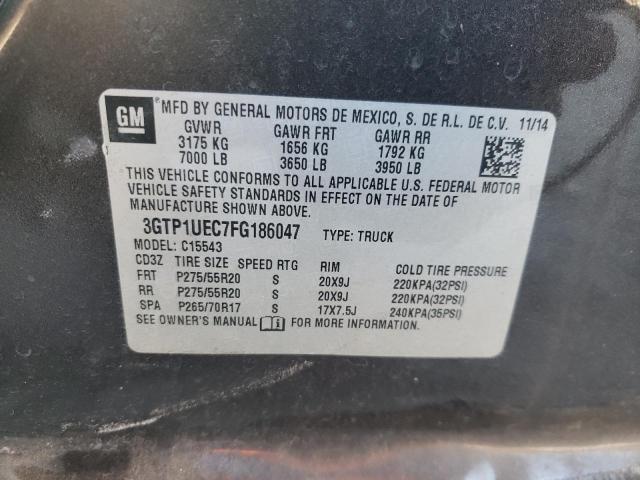 GM MFD BY GENERAL MOTORS DE MEXICO, S. DE R.L. DE C.V. 11/14
GVWR GAWR FRT GAWR RR
3175 KG 1656 KG 1792 KG
7000 LB 3650 LB 3950 LB
THIS VEHICLE CONFORMS TO ALL APPLICABLE U.S. FEDERAL MOTOR
VEHICLE SAFETY STANDARDS IN EFFECT ON THE DATE OF
MANUFACTURE SHOWN ABOVE.
3GTP1UEC7FG186047 TYPE: TRUCK
MODEL: C15543
CD3Z TIRE SIZE SPEED RTG RIM COLD TIRE PRESSURE
FRT P275/55R20 S 20X9J 220KPA(32PSI)
RR P275/55R20 S 20X9J 220KPA(32PSI)
SPA P265/70R17 S 17X7.5J 240KPA(35PSI)
SEE OWNER'S MANUAL FOR MORE INFORMATION.